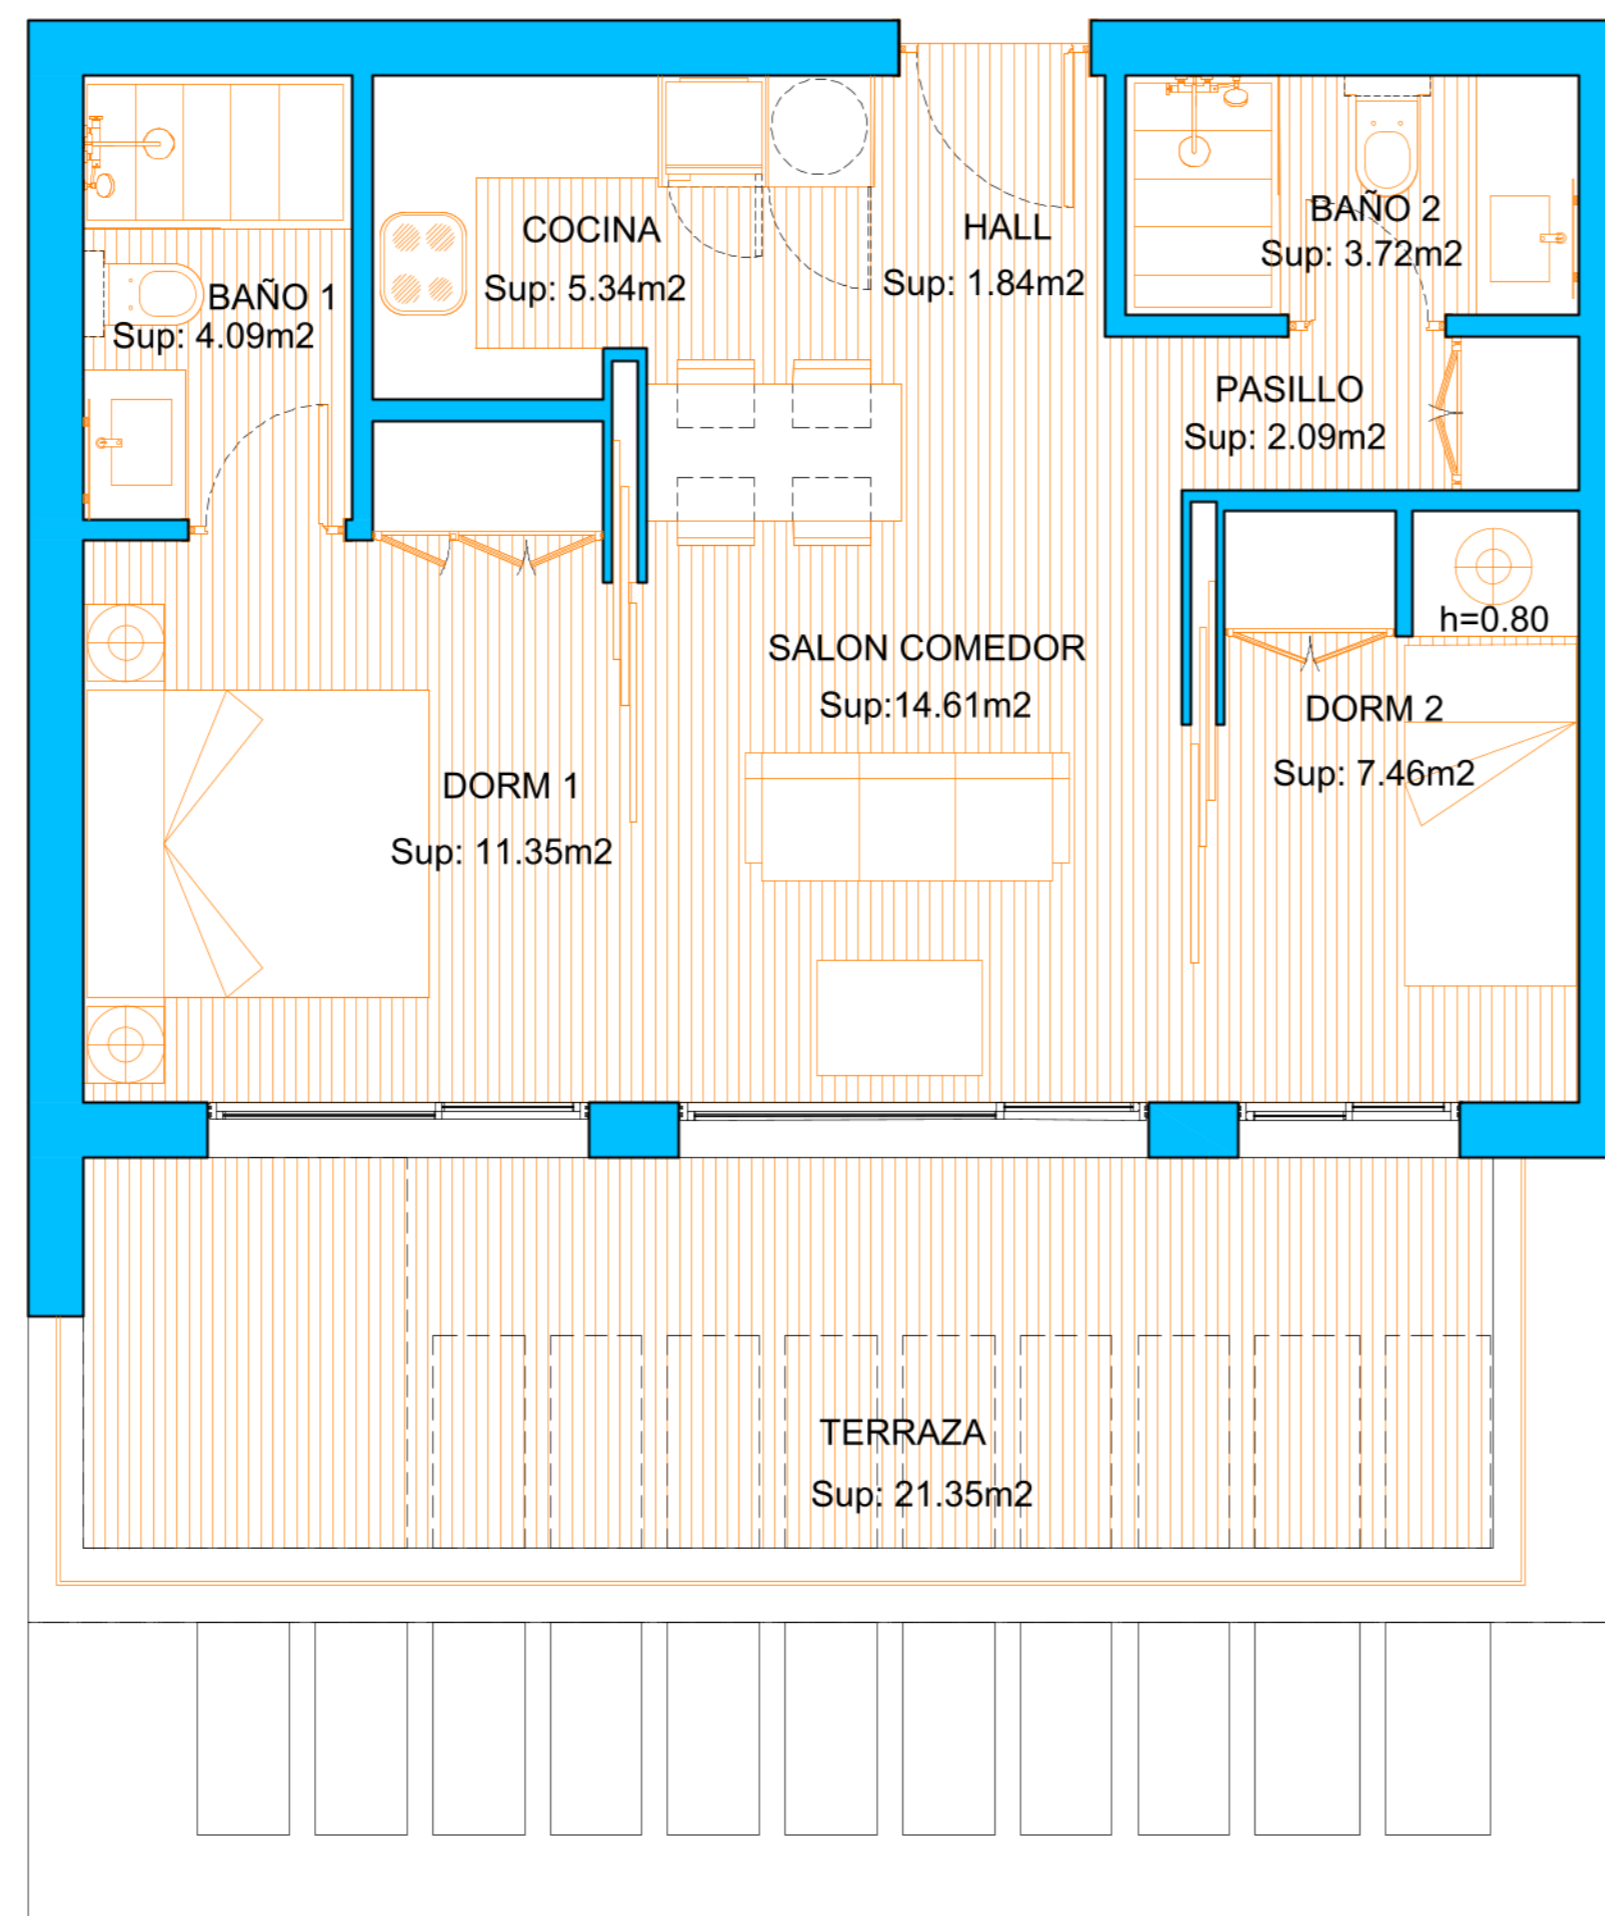 COCINA
Sup: 5.34m2
HALL
Sup: 1.84m2
BAÑO 2
Sup: 3.72m2
BAÑO 1
Sup: 4.09m2
PASILLO
Sup: 2.09m2
h=0.80
SALON COMEDOR
Sup:14.61m2
DORM 2
Sup: 7.46m2
DORM 1
Sup: 11.35m2
TERRAZA
Sup: 21.35m2